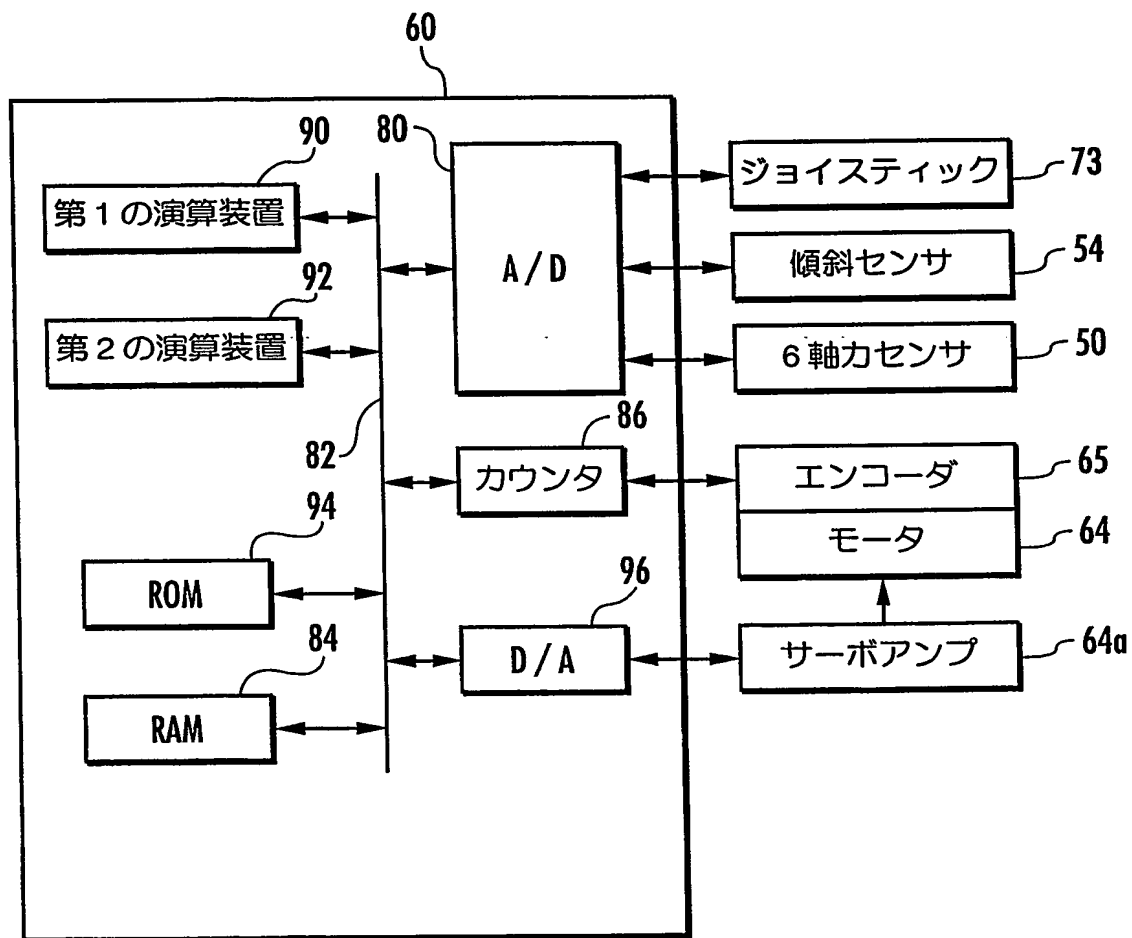 60
90
第1の演算装置
92
第2の演算装置
82
94
ROM
84
RAM
80
A/D
86
カウンタ
96
D/A
ジョイスティック
73
傾斜センサ
54
6軸力センサ
50
エンコーダ
65
モータ
64
サーボアンプ
64a